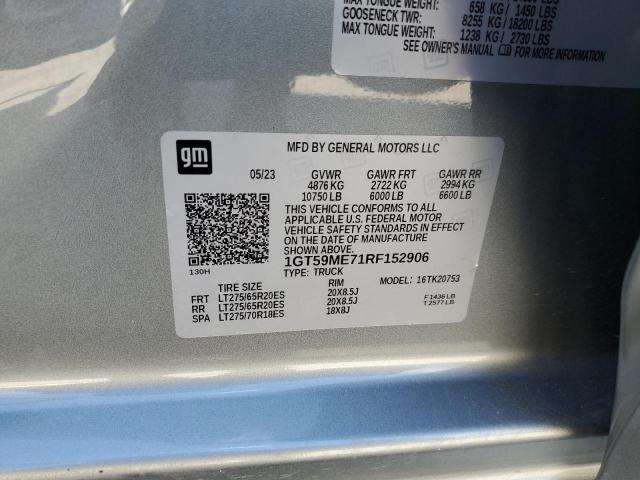 MAX TONGUE WEIGHT: 658 KG / 1450 LBS
GOOSENECK TWR: 8255 KG / 18200 LBS
MAX TONGUE WEIGHT: 1238 KG / 2730 LBS
SEE OWNER'S MANUAL FOR MORE INFORMATION
gm
MFD BY GENERAL MOTORS LLC
05/23 GVWR GAWR FRT GAWR RR
4876 KG 2722 KG 2994 KG
10750 LB 6000 LB 6600 LB
THIS VEHICLE CONFORMS TO ALL
APPLICABLE U.S. FEDERAL MOTOR
VEHICLE SAFETY STANDARDS IN
EFFECT ON THE DATE OF
MANUFACTURE SHOWN ABOVE.
1GT59ME71RF152906
130H
TYPE: TRUCK
MODEL: 16TK20753
TIRE SIZE RIM
FRT LT275/65R20ES 20X8.5J
RR LT275/65R20ES 20X8.5J
SPA LT275/70R18ES 18X8J
F1436 LB
T2577 LB